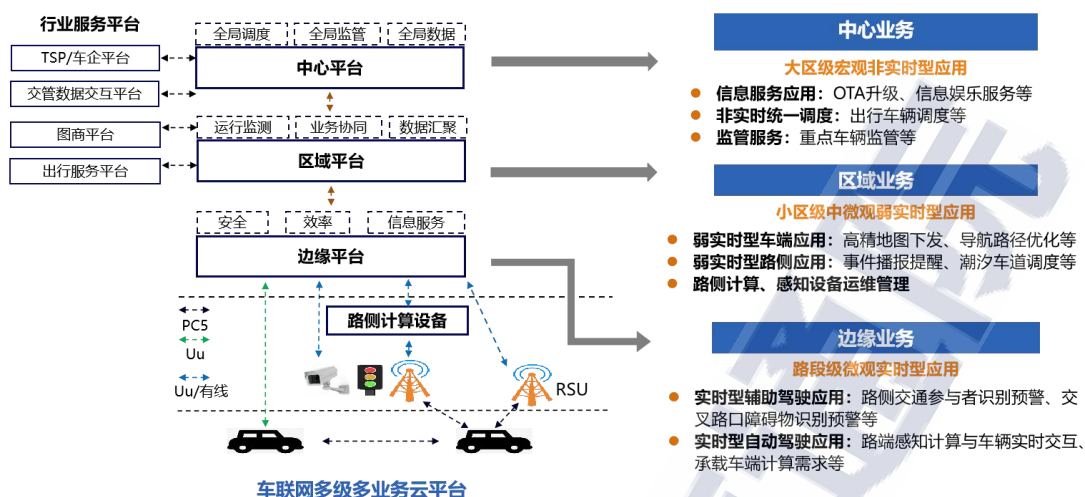 行业服务平台
TSP/车企平台
交管数据交互平台
图商平台
出行服务平台
全局调度 全局监管 全局数据
中心平台
运行监测 业务协同 数据汇聚
区域平台
安全 效率 信息服务
边缘平台
PC5
Uu
Uu/有线
路侧计算设备
RSU
车联网多级多业务云平台
中心业务
大区级宏观非实时型应用
● 信息服务应用：OTA升级、信息娱乐服务等
● 非实时统一调度：出行车辆调度等
● 监管服务：重点车辆监管等
区域业务
小区级中微观弱实时型应用
● 弱实时型车端应用：高精地图下发、导航路径优化等
● 弱实时型路侧应用：事件播报提醒、潮汐车道调度等
● 路侧计算、感知设备运维管理
边缘业务
路段级微观实时型应用
● 实时型辅助驾驶应用：路侧交通参与者识别预警、交
叉路口障碍物识别预警等
● 实时型自动驾驶应用：路端感知计算与车辆实时交互、
承载车端计算需求等